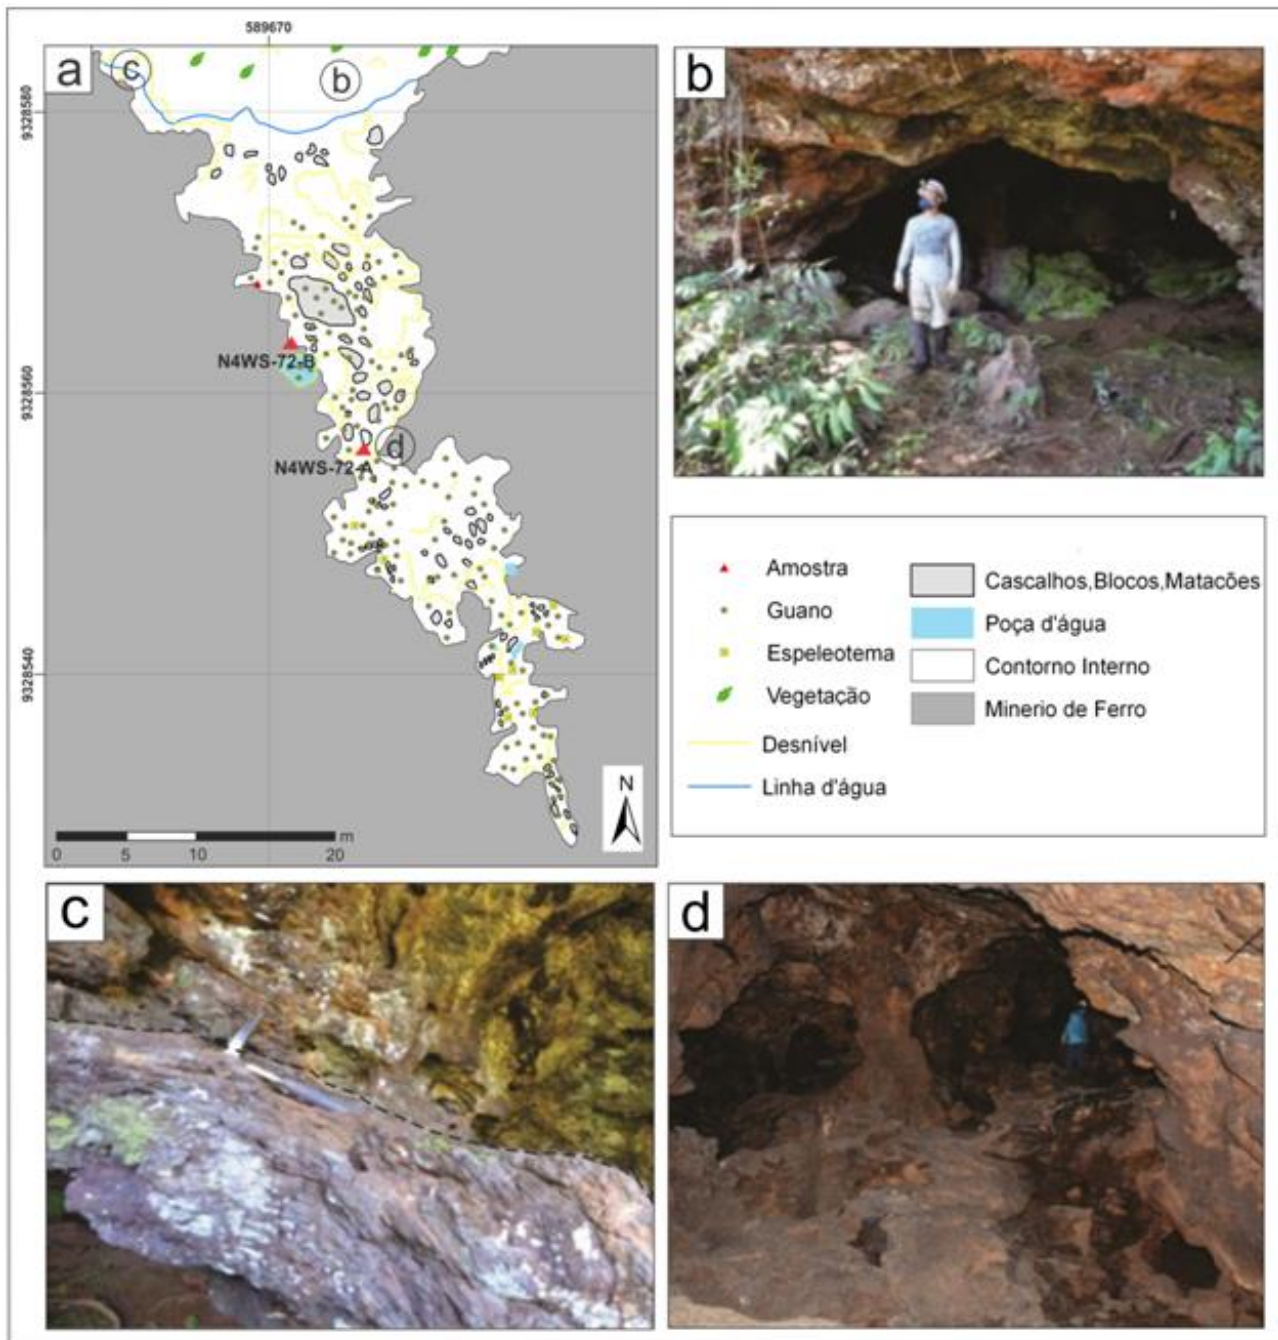 589670
a
c
b
9328580
N4WS-72-B
9328560
d
N4WS-72-A
9328540
N
m
0
5
10
20
b
Amostra
Guano
Espeleotema
Vegetação
Desnível
Linha d'água
Cascalhos,Blocos,Matacões
Poça d'água
Contorno Interno
Minerio de Ferro
c
d